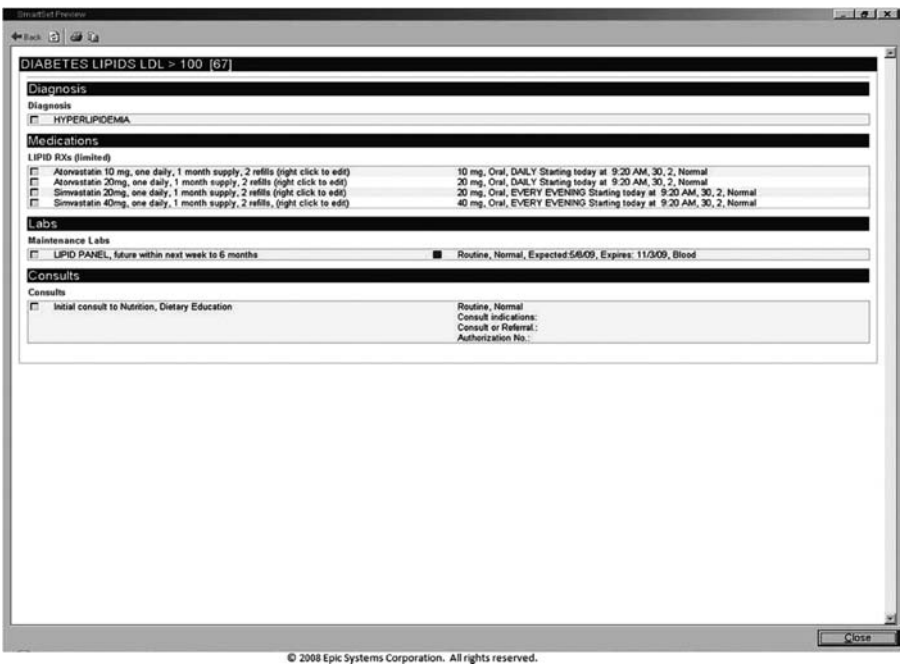 SmartSet Preview
Back
DIABETES LIPIDS LDL > 100 [67]
Diagnosis
Diagnosis
HYPERLIPIDEMIA
Medications
LIPID RXs (limited)
Atorvastatin 10 mg, one daily, 1 month supply, 2 refills (right click to edit) 10 mg, Oral, DAILY Starting today at 9:20 AM, 30, 2, Normal
Atorvastatin 20mg, one daily, 1 month supply, 2 refills (right click to edit) 20 mg, Oral, DAILY Starting today at 9:20 AM, 30, 2, Normal
Simvastatin 20mg, one daily, 1 month supply, 2 refills (right click to edit) 20 mg, Oral, EVERY EVENING Starting today at 9:20 AM, 30, 2, Normal
Simvastatin 40mg, one daily, 1 month supply, 2 refills, (right click to edit) 40 mg, Oral, EVERY EVENING Starting today at 9:20 AM, 30, 2, Normal
Labs
Maintenance Labs
LIPID PANEL, future within next week to 6 months Routine, Normal, Expected:5/8/09, Expires: 11/3/09, Blood
Consults
Consults
Initial consult to Nutrition, Dietary Education Routine, Normal
Consult indications:
Consult or Referral.:
Authorization No.:
Close
© 2008 Epic Systems Corporation. All rights reserved.